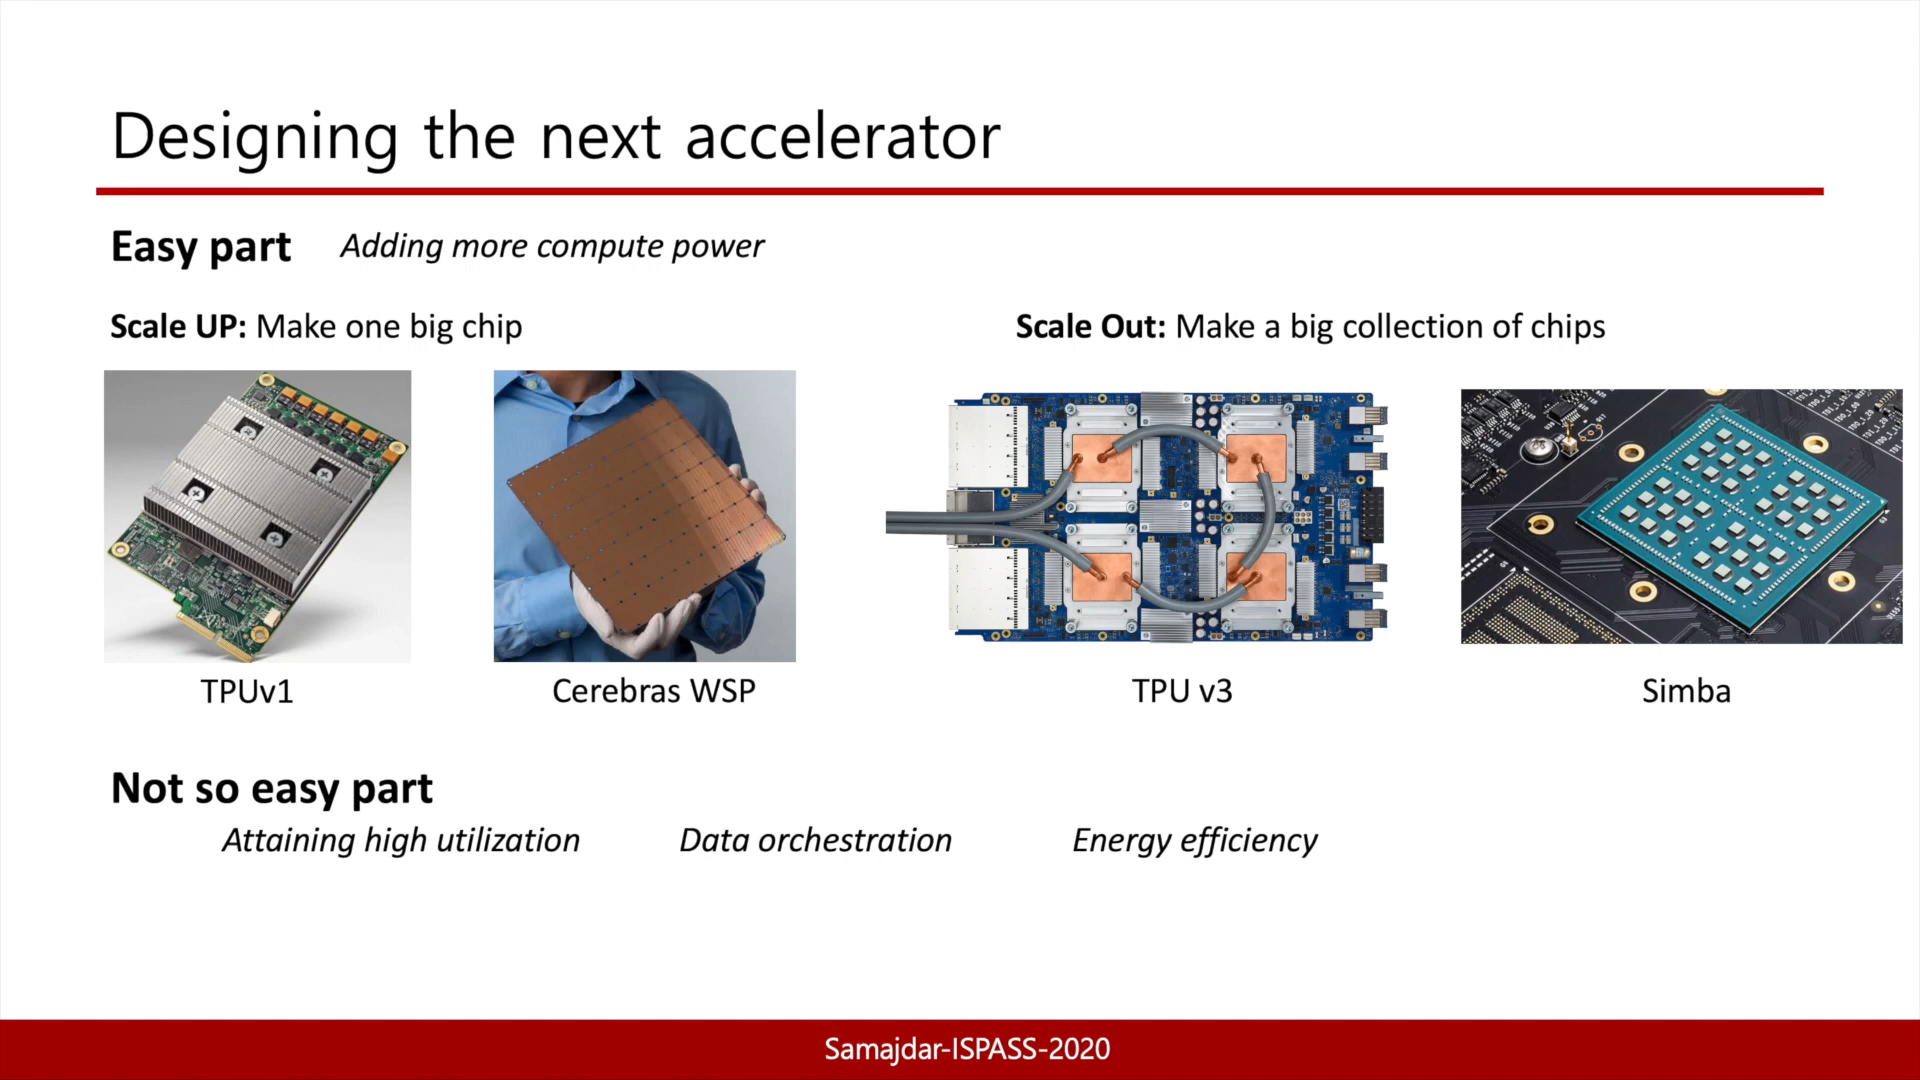 Designing the next accelerator
Easy part Adding more compute power
Scale UP: Make one big chip
Scale Out: Make a big collection of chips
TPUv1
Cerebras WSP
TPU v3
Simba
Not so easy part
Attaining high utilization
Data orchestration
Energy efficiency
Samajdar-ISPASS-2020